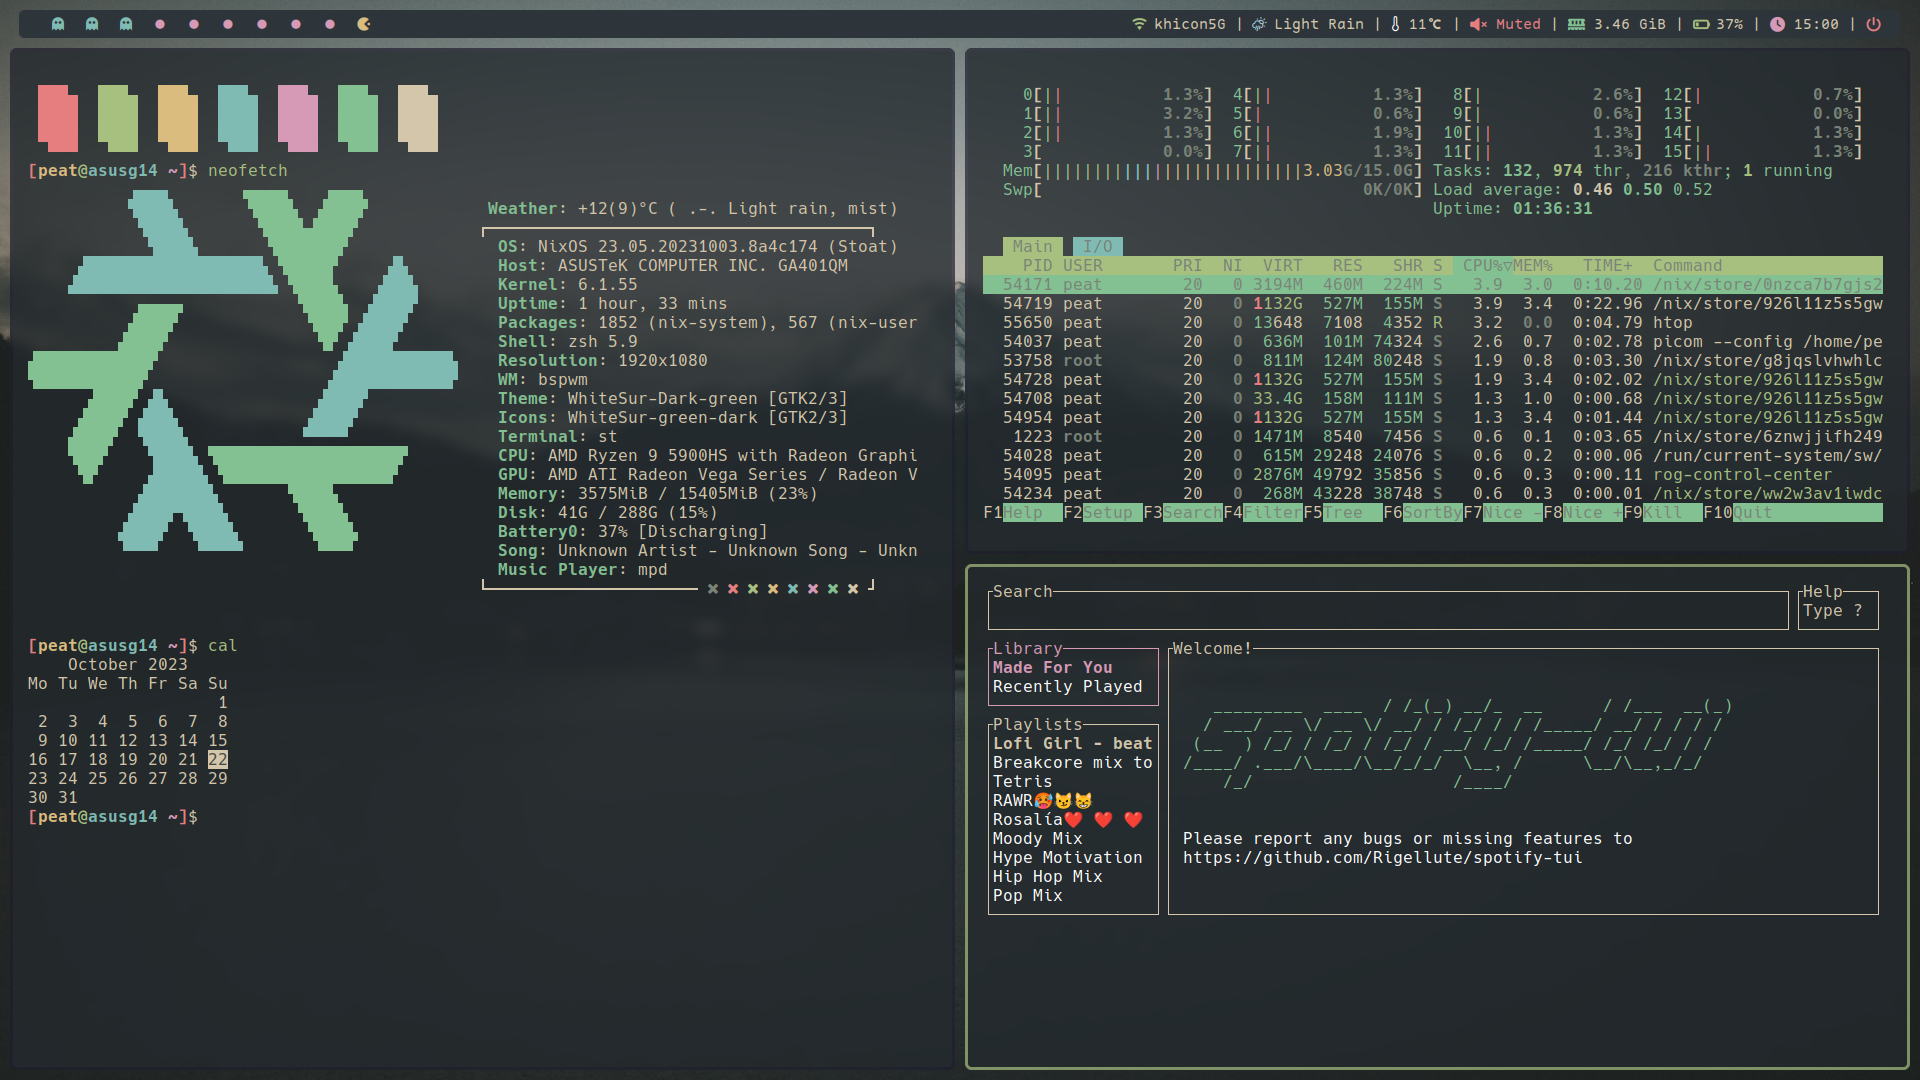 khicon5G | Light Rain | 11℃ | Muted | 3.46 GiB | 37% | 15:00 |
[peat@asusg14 ~]$ neofetch
Weather: +12(9)°C ( .-. Light rain, mist)
OS: NixOS 23.05.20231003.8a4c174 (Stoat)
Host: ASUSTeK COMPUTER INC. GA401QM
Kernel: 6.1.55
Uptime: 1 hour, 33 mins
Packages: 1852 (nix-system), 567 (nix-user
Shell: zsh 5.9
Resolution: 1920x1080
WM: bspwm
Theme: WhiteSur-Dark-green [GTK2/3]
Icons: WhiteSur-green-dark [GTK2/3]
Terminal: st
CPU: AMD Ryzen 9 5900HS with Radeon Graphi
GPU: AMD ATI Radeon Vega Series / Radeon V
Memory: 3575MiB / 15405MiB (23%)
Disk: 41G / 288G (15%)
Battery0: 37% [Discharging]
Song: Unknown Artist - Unknown Song - Unkn
Music Player: mpd
[peat@asusg14 ~]$ cal
October 2023
Mo Tu We Th Fr Sa Su
1
2 3 4 5 6 7 8
9 10 11 12 13 14 15
16 17 18 19 20 21 22
23 24 25 26 27 28 29
30 31
[peat@asusg14 ~]$
0[|| 1.3%] 4[|| 1.3%] 8[| 2.6%] 12[| 0.7%]
1[|| 3.2%] 5[| 0.6%] 9[| 0.6%] 13[ 0.0%]
2[|| 1.3%] 6[|| 1.9%] 10[|| 1.3%] 14[| 1.3%]
3[ 0.0%] 7[|| 1.3%] 11[|| 1.3%] 15[|| 1.3%]
Mem[||||||||||||||||||||||||||3.03G/15.0G] Tasks: 132, 974 thr, 216 kthr; 1 running
Swp[ 0K/0K] Load average: 0.46 0.50 0.52
Uptime: 01:36:31
Main I/O
PID USER PRI NI VIRT RES SHR S CPU%▽MEM% TIME+ Command
54171 peat 20 0 3194M 460M 224M S 3.9 3.0 0:10.20 /nix/store/0nzca7b7gjs2
54719 peat 20 0 1132G 527M 155M S 3.9 3.4 0:22.96 /nix/store/926l11z5s5gw
55650 peat 20 0 13648 7108 4352 R 3.2 0.0 0:04.79 htop
54037 peat 20 0 636M 101M 74324 S 2.6 0.7 0:02.78 picom --config /home/pe
53758 root 20 0 811M 124M 80248 S 1.9 0.8 0:03.30 /nix/store/g8jqslvhwhlc
54728 peat 20 0 1132G 527M 155M S 1.9 3.4 0:02.02 /nix/store/926l11z5s5gw
54708 peat 20 0 33.4G 158M 111M S 1.3 1.0 0:00.68 /nix/store/926l11z5s5gw
54954 peat 20 0 1132G 527M 155M S 1.3 3.4 0:01.44 /nix/store/926l11z5s5gw
1223 root 20 0 1471M 8540 7456 S 0.6 0.1 0:03.65 /nix/store/6znwjjifh249
54028 peat 20 0 615M 29248 24076 S 0.6 0.2 0:00.06 /run/current-system/sw/
54095 peat 20 0 2876M 49792 35856 S 0.6 0.3 0:00.11 rog-control-center
54234 peat 20 0 268M 43228 38748 S 0.6 0.3 0:00.01 /nix/store/ww2w3av1iwdc
F1Help F2Setup F3Search F4Filter F5Tree F6SortBy F7Nice - F8Nice + F9Kill F10Quit
Search
Help
Type ?
Library
Made For You
Recently Played
Playlists
Lofi Girl - beat
Breakcore mix to
Tetris
RAWR🥵😼😸
Rosalía❤️ ❤️ ❤️
Moody Mix
Hype Motivation
Hip Hop Mix
Pop Mix
Welcome!
spotify-tui
Please report any bugs or missing features to
https://github.com/Rigellute/spotify-tui